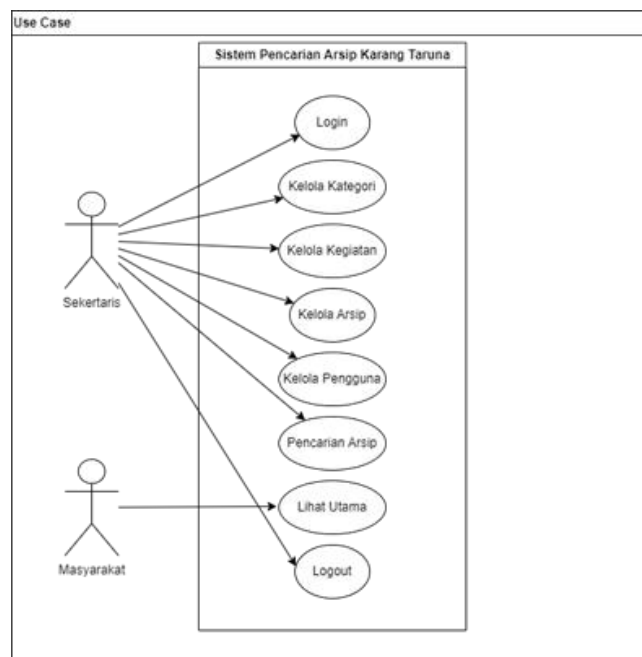 Use Case
Sistem Pencarian Arsip Karang Taruna
Login
Kelola Kategori
Kelola Kegiatan
Sekertaris
Kelola Arsip
Kelola Pengguna
Pencarian Arsip
Lihat Utama
Masyarakat
Logout